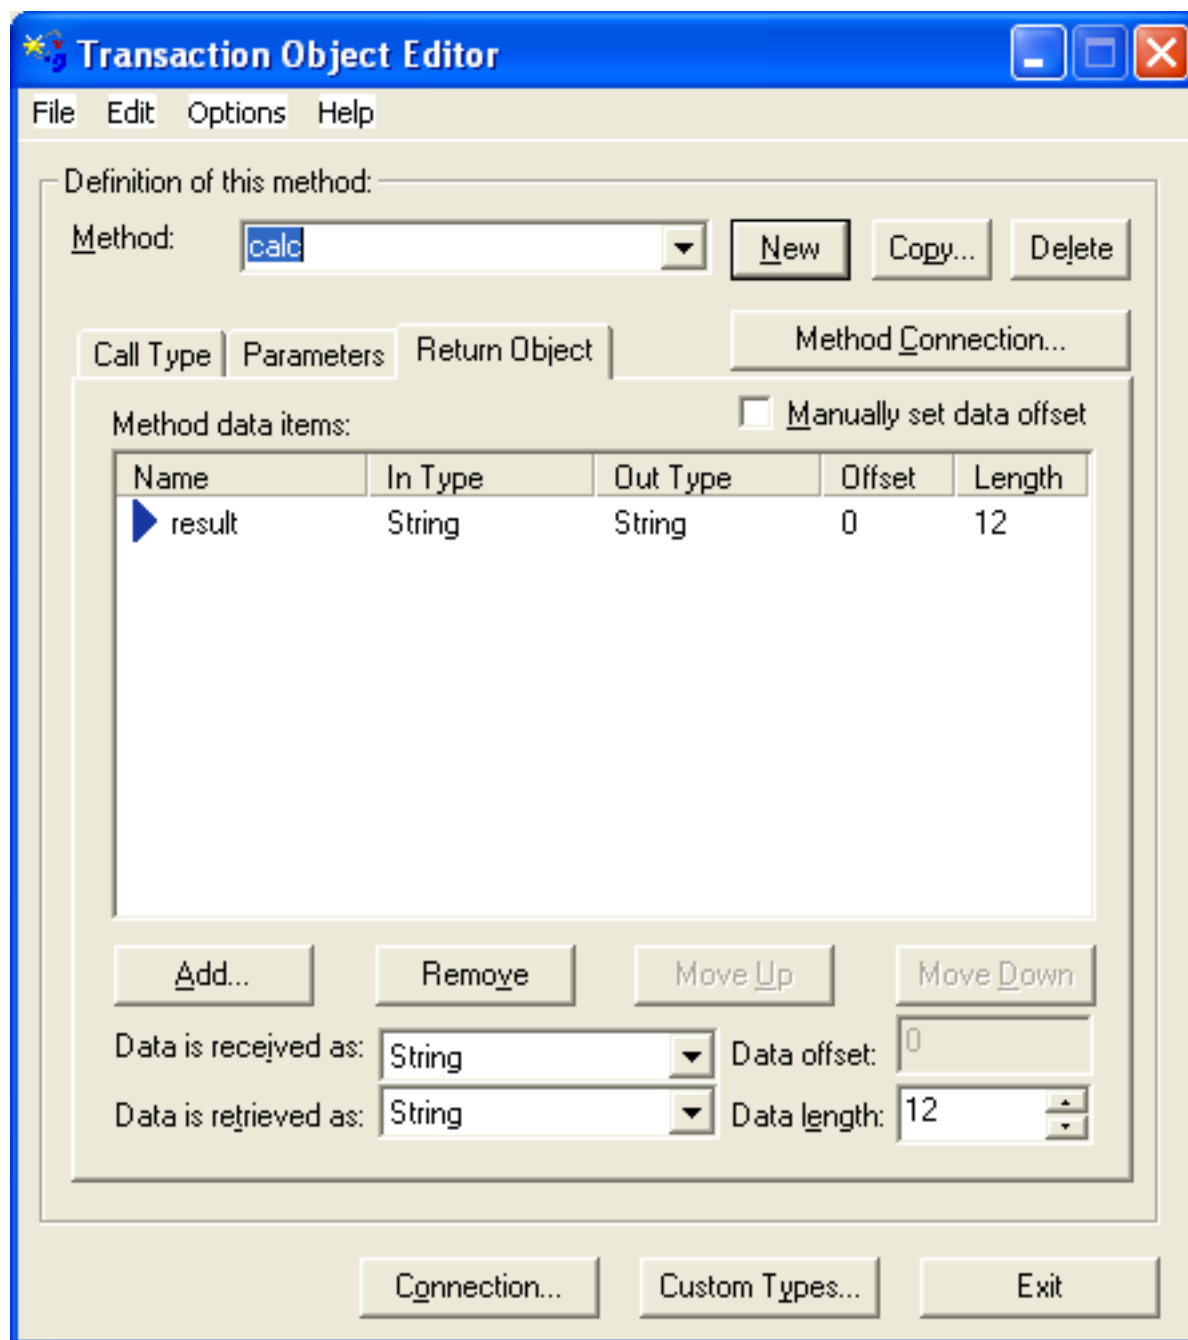 Transaction Object Editor
File Edit Options Help
Definition of this method:
Method: calc New Copy... Delete
Call Type Parameters Return Object Method Connection...
Method data items: Manually set data offset
Name In Type Out Type Offset Length
result String String 0 12
Add... Remove Move Up Move Down
Data is received as: String Data offset: 0
Data is retrieved as: String Data length: 12
Connection... Custom Types... Exit